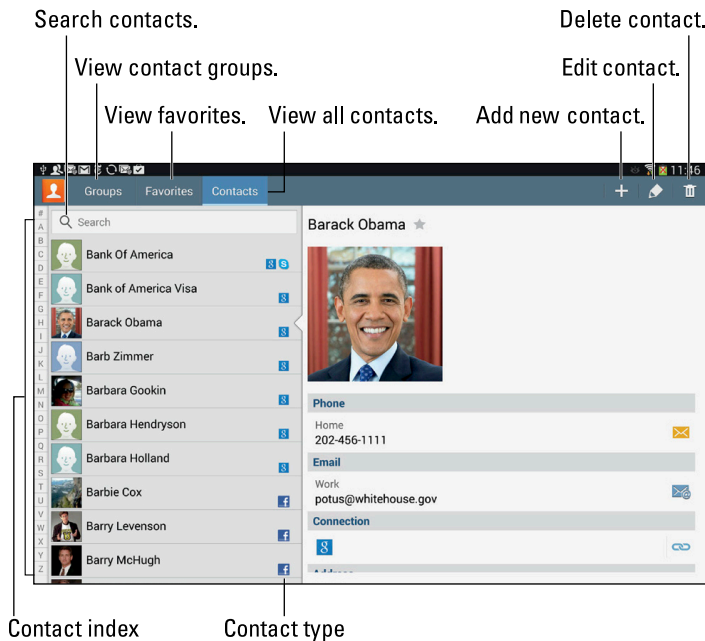 Search contacts.
Delete contact.
View contact groups.
Edit contact.
View favorites.
View all contacts.
Add new contact.
11:46
Groups Favorites Contacts
#
A
B
C
D
E
F
G
H
I
J
K
L
M
N
O
P
Q
R
S
T
U
V
W
X
Y
Z
Search
Bank Of America
Bank of America Visa
Barack Obama
Barb Zimmer
Barbara Gookin
Barbara Hendryson
Barbara Holland
Barbie Cox
Barry Levenson
Barry McHugh
Barack Obama
Phone
Home
202-456-1111
Email
Work
potus@whitehouse.gov
Connection
Address
Contact index
Contact type